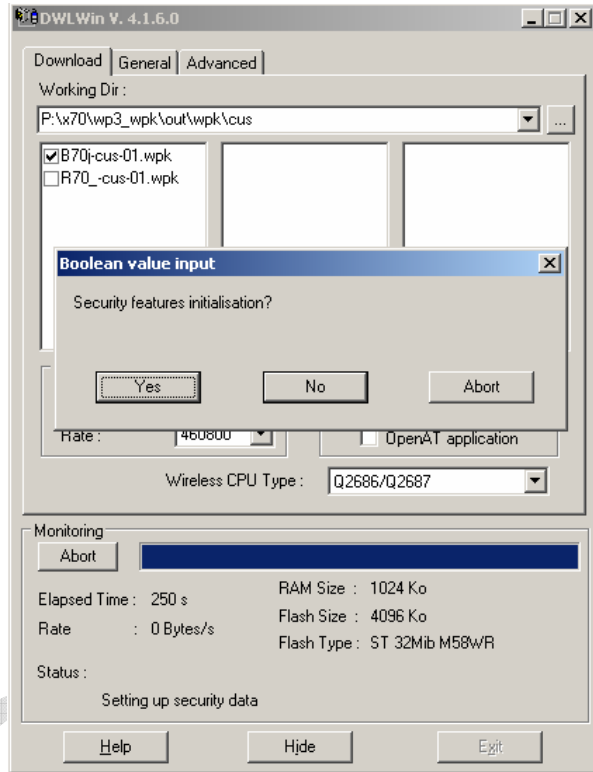 DWLWin V. 4.1.6.0
Download General Advanced
Working Dir :
P:\x70\wp3_wpk\out\wpk\cus ...
B70j-cus-01.wpk
R70_-cus-01.wpk
Boolean value input
Security features initialisation?
Yes No Abort
Rate : 460800 OpenAT application
Wireless CPU Type : Q2686/Q2687
Monitoring
Abort
Elapsed Time : 250 s
RAM Size : 1024 Ko
Flash Size : 4096 Ko
Rate : 0 Bytes/s
Flash Type : ST 32Mib M58WR
Status :
Setting up security data
Help Hide Exit